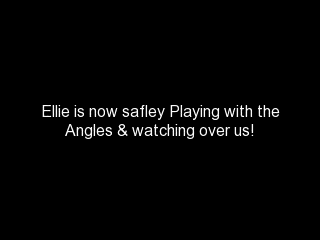 Ellie is now safley Playing with the
Angles & watching over us!